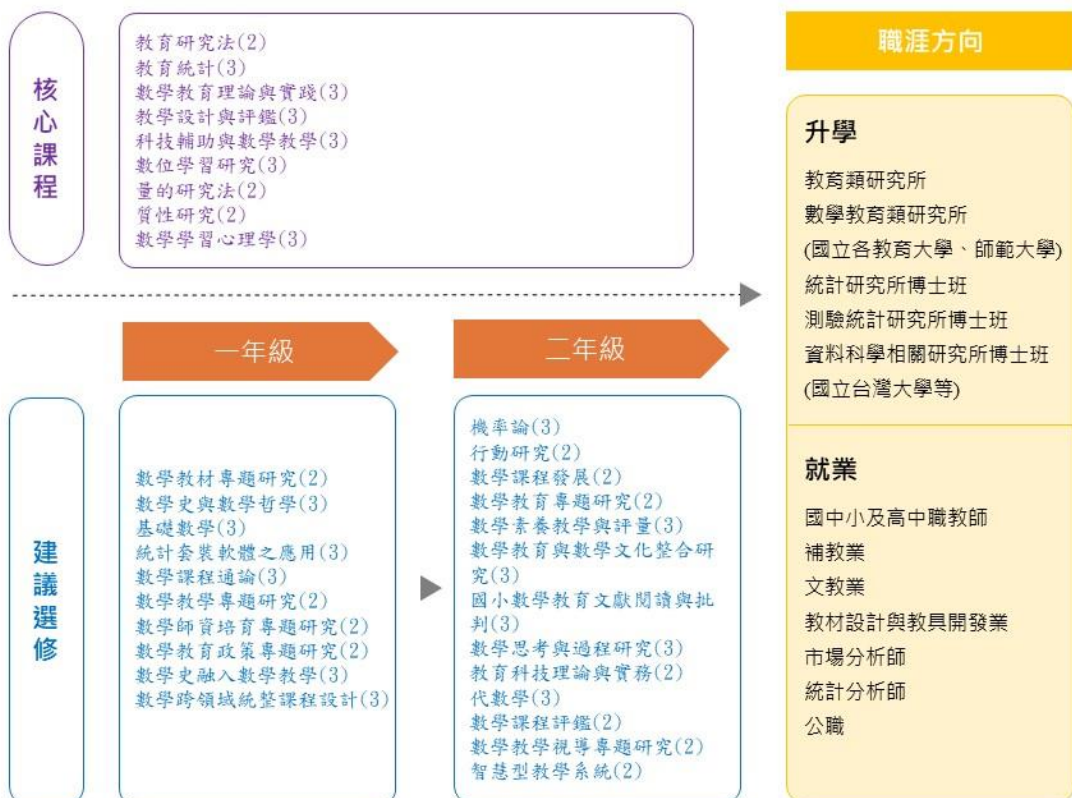 核心課程
教育研究法(2)
教育統計(3)
數學教育理論與實踐(3)
教學設計與評鑑(3)
科技輔助與數學教學(3)
數位學習研究(3)
量的研究法(2)
質性研究(2)
數學學習心理學(3)
一年級
二年級
建議選修
數學教材專題研究(2)
數學史與數學哲學(3)
基礎數學(3)
統計套裝軟體之應用(3)
數學課程通論(3)
數學教學專題研究(2)
數學師資培育專題研究(2)
數學教育政策專題研究(2)
數學史融入數學教學(3)
數學跨領域統整課程設計(3)
機率論(3)
行動研究(2)
數學課程發展(2)
數學教育專題研究(2)
數學素養教學與評量(3)
數學教育與數學文化整合研
究(3)
國小數學教育文獻閱讀與批
判(3)
數學思考與過程研究(3)
教育科技理論與實務(2)
代數學(3)
數學課程評鑑(2)
數學教學視導專題研究(2)
智慧型教學系統(2)
職涯方向
升學
教育類研究所
數學教育類研究所
(國立各教育大學、師範大學)
統計研究所博士班
測驗統計研究所博士班
資料科學相關研究所博士班
(國立台灣大學等)
就業
國中小及高中職教師
補教業
文教業
教材設計與教具開發業
市場分析師
統計分析師
公職